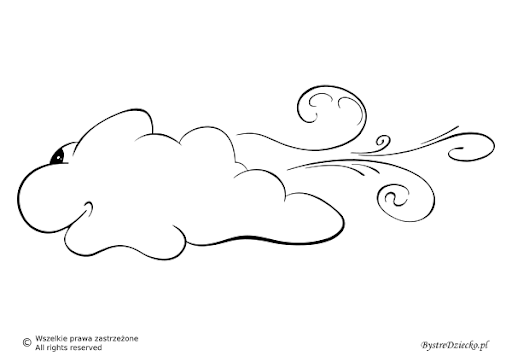 © Wszelkie prawa zastrzeżone
All rights reserved
BystreDziecko.pl